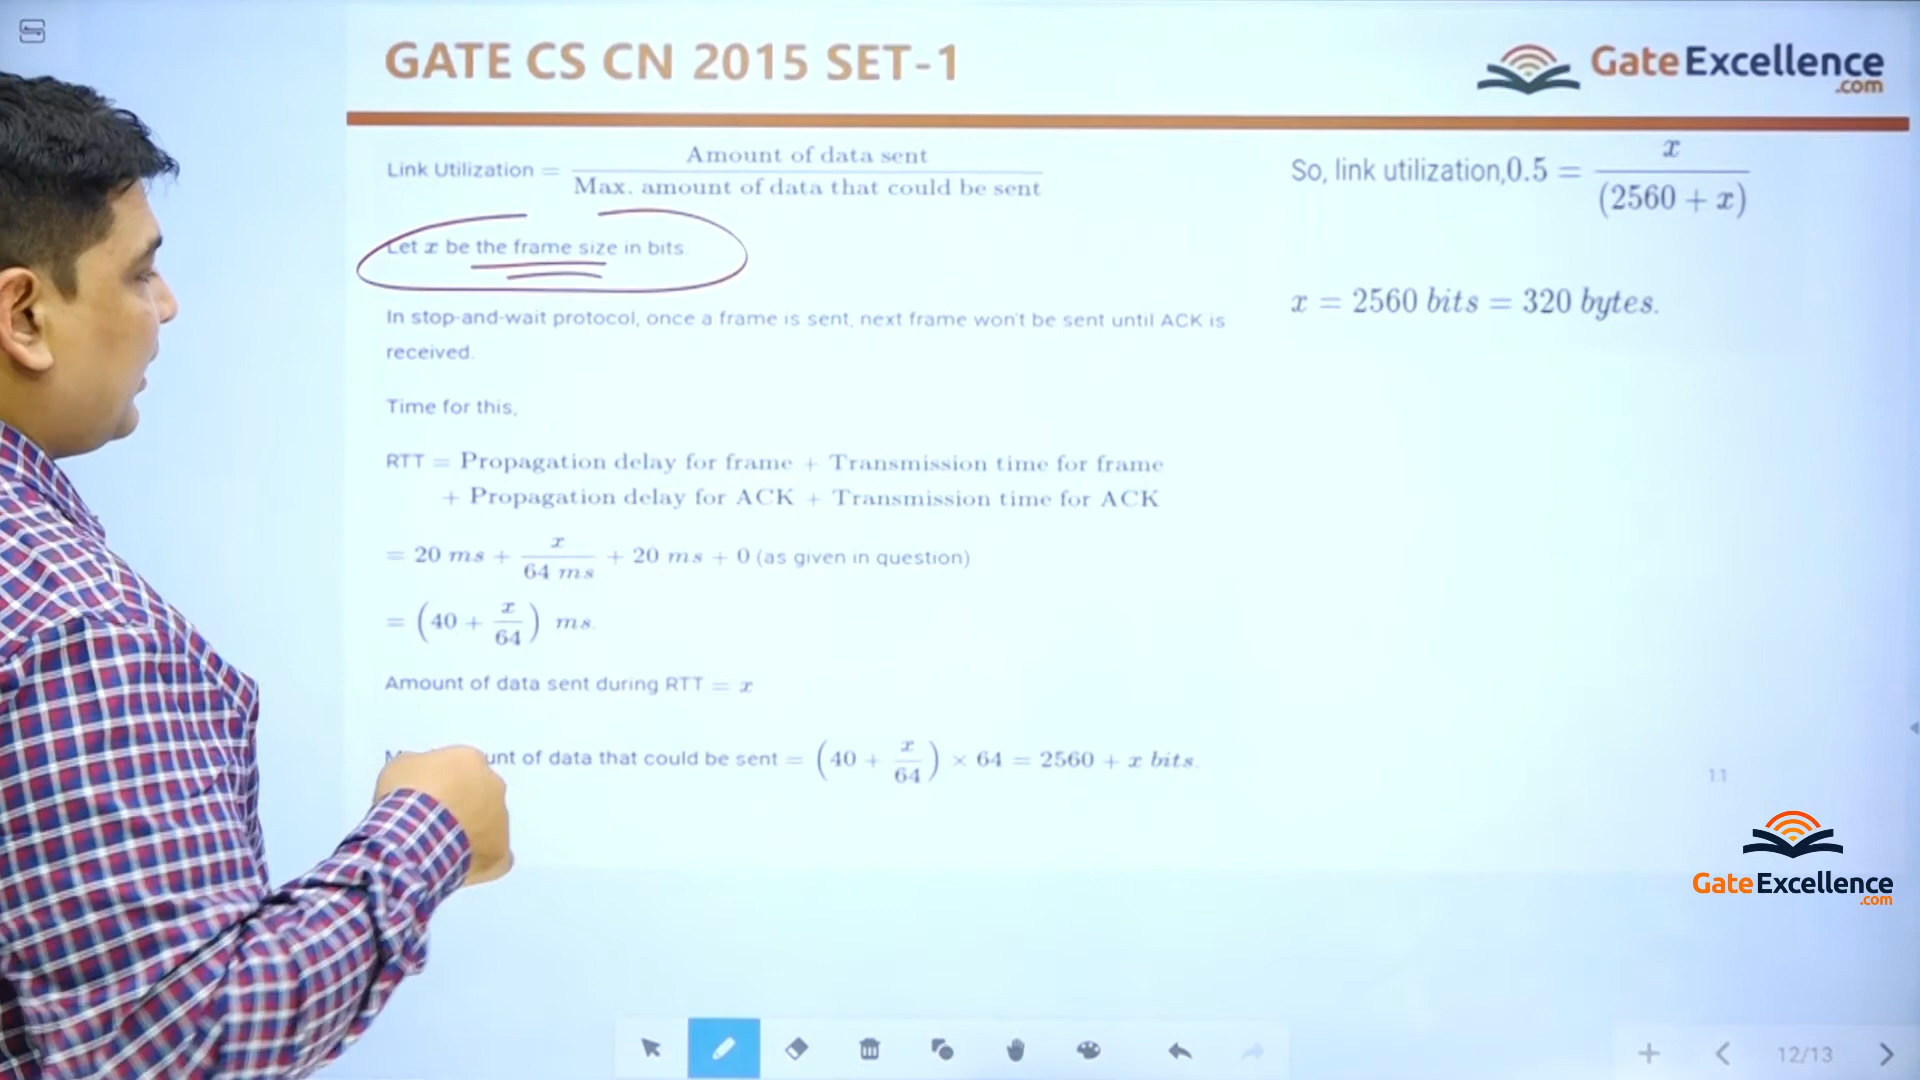 GATE CS CN 2015 SET-1
GateExcellence
.com
Link Utilization = Amount of data sent / Max. amount of data that could be sent
Let x be the frame size in bits.
In stop-and-wait protocol, once a frame is sent, next frame won't be sent until ACK is
received.
Time for this,
RTT = Propagation delay for frame + Transmission time for frame
+ Propagation delay for ACK + Transmission time for ACK
= 20 ms + x / 64 ms + 20 ms + 0 (as given in question)
= (40 + x/64) ms.
Amount of data sent during RTT = x
of data that could be sent = (40 + x/64) × 64 = 2560 + x bits.
So, link utilization,0.5 = x / (2560 + x)
x = 2560 bits = 320 bytes.
11
GateExcellence
.com
12/13